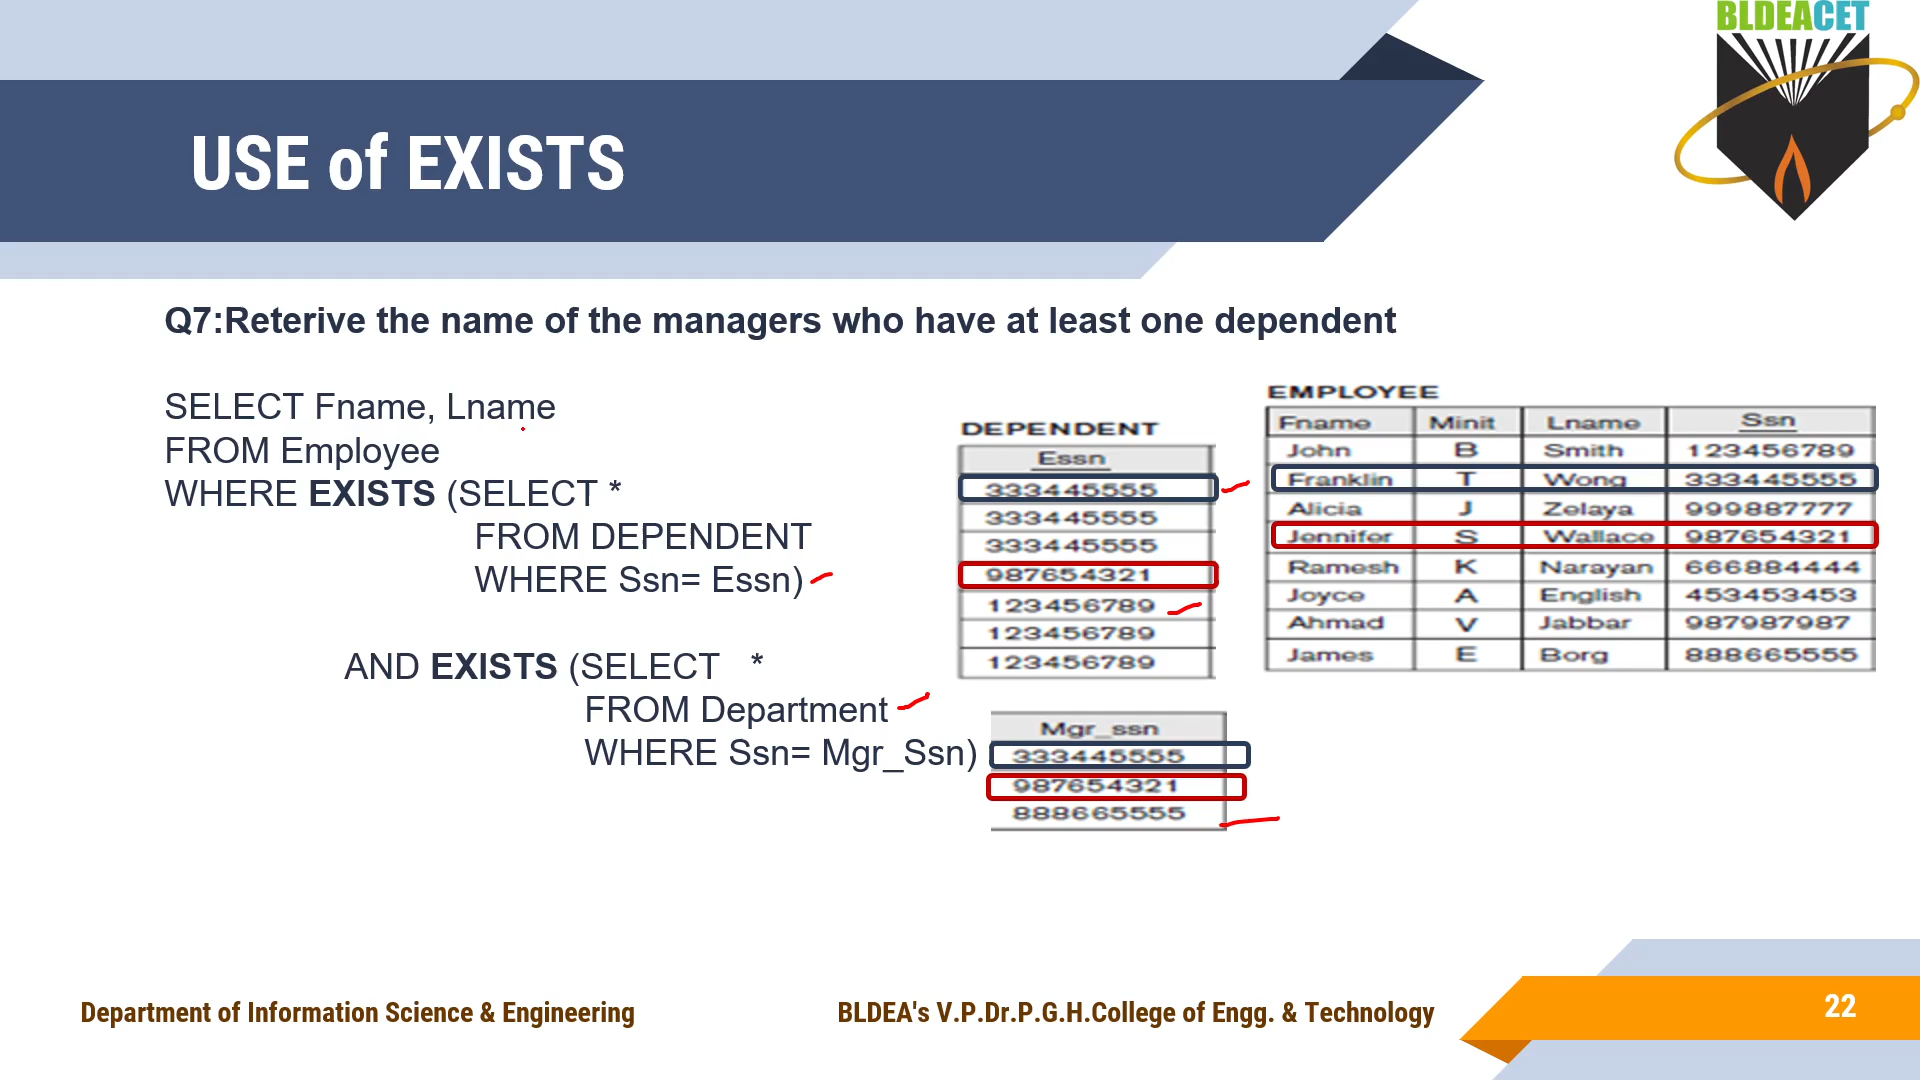 BLDEACET
USE of EXISTS
Q7:Reterive the name of the managers who have at least one dependent
SELECT Fname, Lname
FROM Employee
WHERE EXISTS (SELECT *
FROM DEPENDENT
WHERE Ssn= Essn)
AND EXISTS (SELECT *
FROM Department
WHERE Ssn= Mgr_Ssn)
DEPENDENT
Essn
333445555
333445555
333445555
987654321
123456789
123456789
123456789
Mgr_ssn
333445555
987654321
888665555
EMPLOYEE
Fname Minit Lname Ssn
John B Smith 123456789
Franklin T Wong 333445555
Alicia J Zelaya 999887777
Jennifer S Wallace 987654321
Ramesh K Narayan 666884444
Joyce A English 453453453
Ahmad V Jabbar 987987987
James E Borg 888665555
Department of Information Science & Engineering
BLDEA's V.P.Dr.P.G.H.College of Engg. & Technology
22